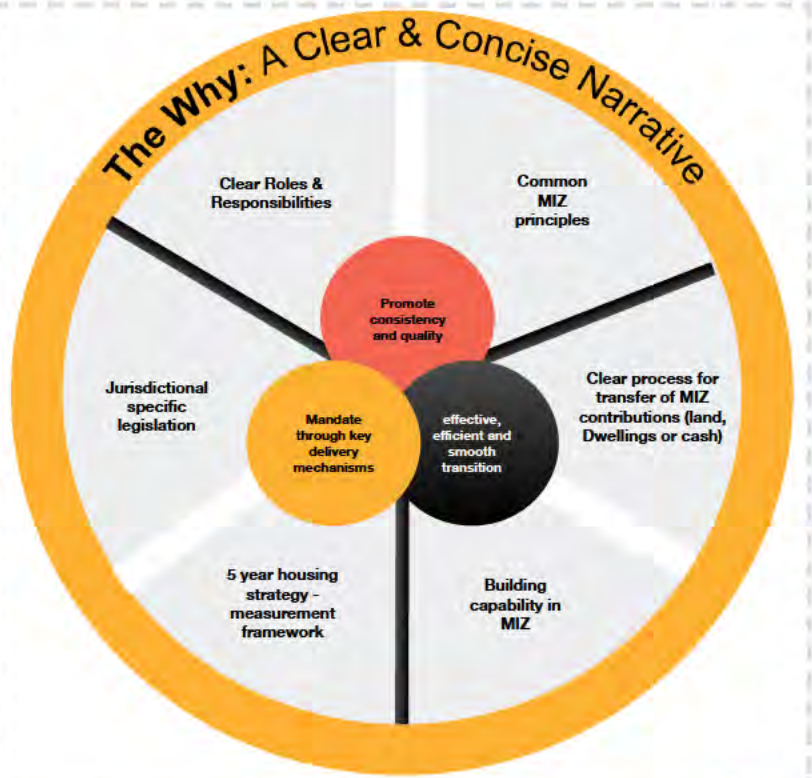 The Why: A Clear & Concise Narrative
Clear Roles &
Responsibilities
Common
MIZ
principles
Promote
consistency
and quality
Jurisdictional
specific
legislation
Mandate
through key
delivery
mechanisms
effective,
efficient and
smooth
transition
Clear process for
transfer of MIZ
contributions (land,
Dwellings or cash)
5 year housing
strategy -
measurement
framework
Building
capability in
MIZ